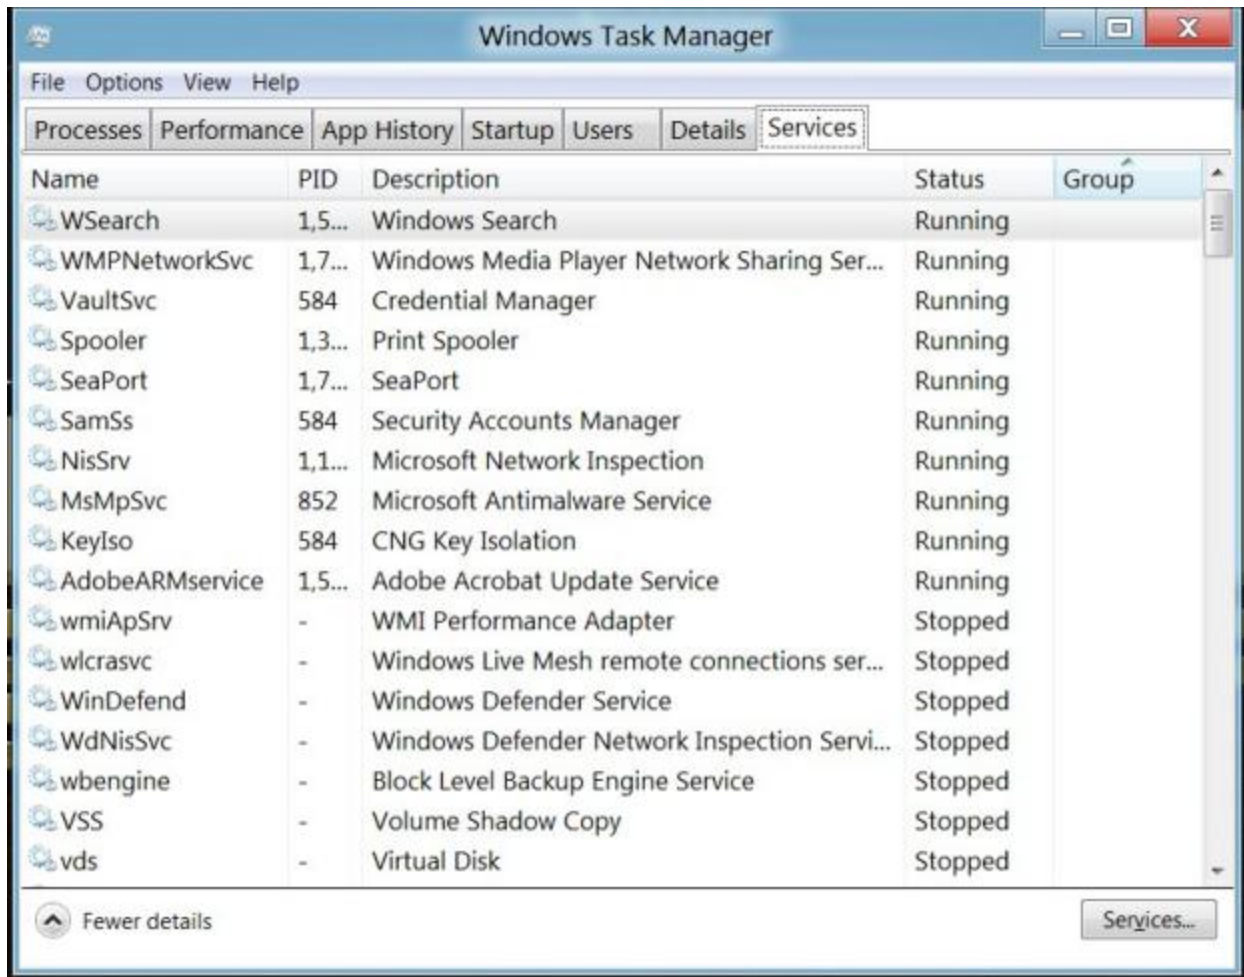 Windows Task Manager
X
File Options View Help
Processes Performance App History Startup Users Details Services
Name PID Description Status Group
WSearch 1,5... Windows Search Running
WMPNetworkSvc 1,7... Windows Media Player Network Sharing Ser... Running
VaultSvc 584 Credential Manager Running
Spooler 1,3... Print Spooler Running
SeaPort 1,7... SeaPort Running
SamSs 584 Security Accounts Manager Running
NisSrv 1,1... Microsoft Network Inspection Running
MsMpSvc 852 Microsoft Antimalware Service Running
KeyIso 584 CNG Key Isolation Running
AdobeARMservice 1,5... Adobe Acrobat Update Service Running
wmiApSrv - WMI Performance Adapter Stopped
wlcrasvc - Windows Live Mesh remote connections ser... Stopped
WinDefend - Windows Defender Service Stopped
WdNisSvc - Windows Defender Network Inspection Servi... Stopped
wbengine - Block Level Backup Engine Service Stopped
VSS - Volume Shadow Copy Stopped
vds - Virtual Disk Stopped
Fewer details Services...